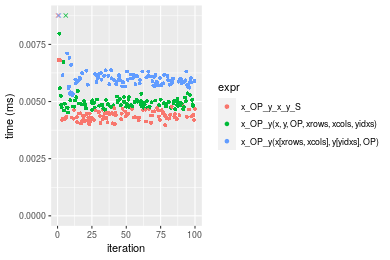 0.0075
0.0050
0.0025
0.0000
time (ms)
0
25
50
75
100
iteration
expr
x_OP_y_x_y_S
x_OP_y(x, y, OP, xrows, xcols, yidxs)
x_OP_y(x[xrows, xcols], y[yidxs], OP)